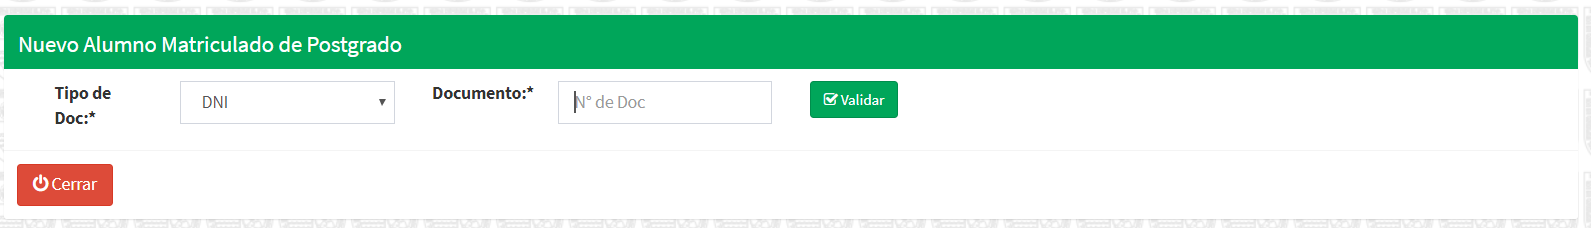 Nuevo Alumno Matriculado de Postgrado
Tipo de
Doc:*
DNI
Documento:*
N° de Doc
Validar
Cerrar